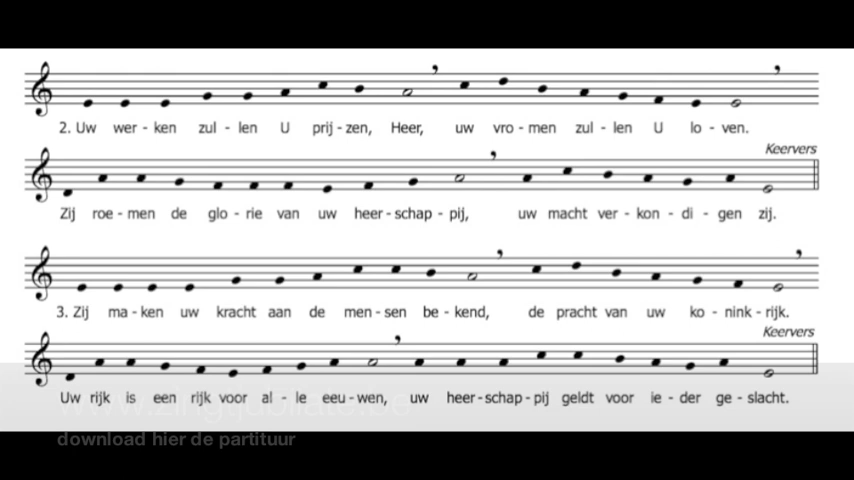 2. Uw wer - ken zul - len U prij - zen, Heer, uw vro - men zul - len U lo - ven.
Keervers
Zij roe - men de glo - rie van uw heer - schap - pij, uw macht ver - kon - di - gen zij.
3. Zij ma - ken uw kracht aan de men - sen be - kend, de pracht van uw ko - nink - rijk.
Keervers
Uw rijk is een rijk voor al - le eeu - wen, uw heer - schap - pij geldt voor ie - der ge - slacht.
www.zingtjubilate.be
download hier de partituur